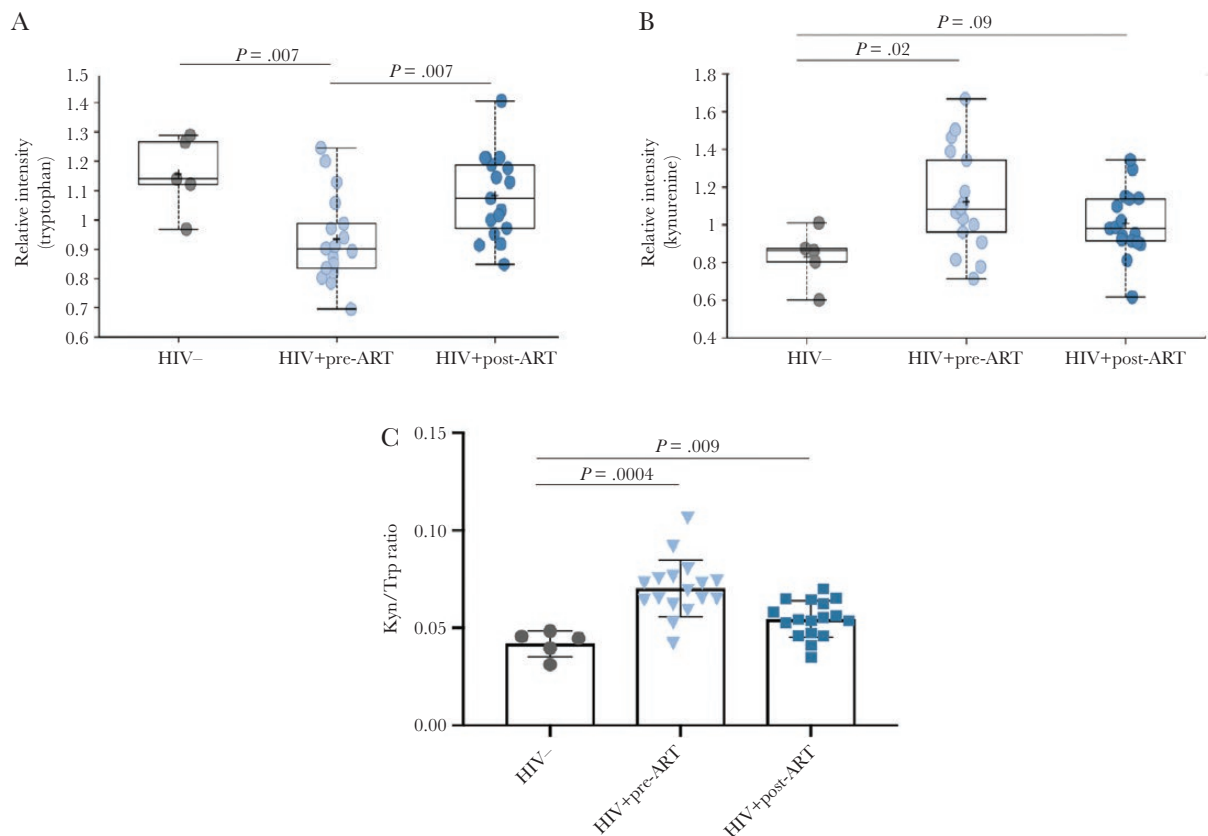 A
P = .007
P = .007
Relative intensity
(tryptophan)
1.5
1.4
1.3
1.2
1.1
1
0.9
0.8
0.7
0.6
HIV–
HIV+pre-ART
HIV+post-ART
B
P = .09
P = .02
Relative intensity
(kynurenine)
1.8
1.6
1.4
1.2
1.0
0.8
0.6
0.4
HIV–
HIV+pre-ART
HIV+post-ART
C
P = .009
P = .0004
Kyn/Trp ratio
0.15
0.10
0.05
0.00
HIV–
HIV+pre-ART
HIV+post-ART